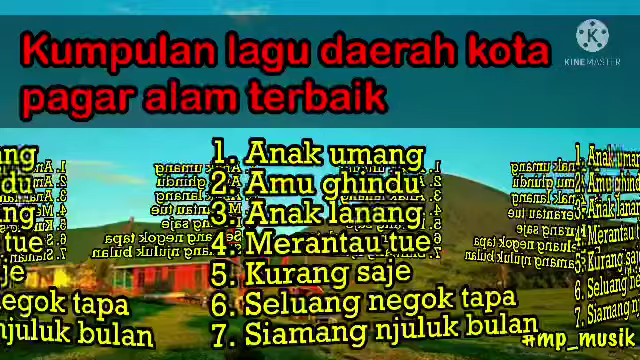 Kumpulan lagu daerah kota
pagar alam terbaik
KINEMASTER
1. Anak umang
2. Amu ghindu
3. Anak lanang
4. Merantau tue
5. Kurang saje
6. Seluang negok tapa
7. Siamang njuluk bulan
#mp_musik